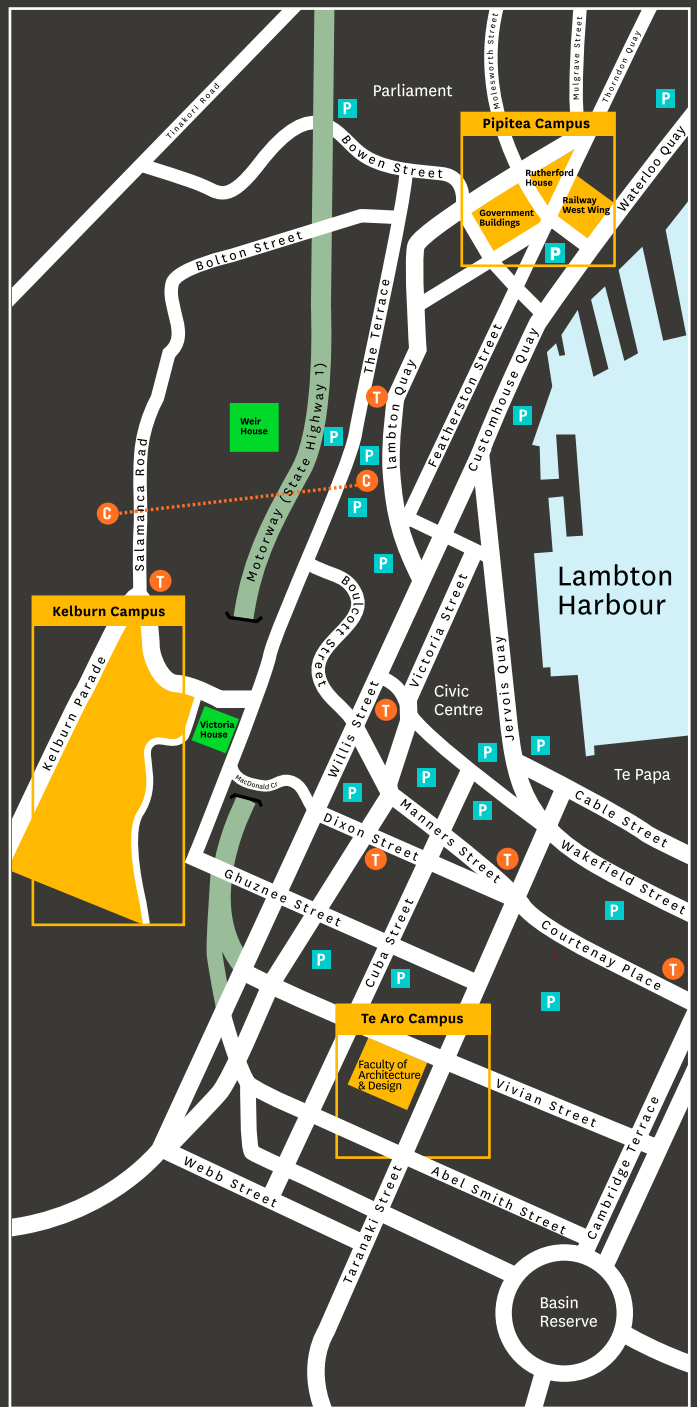 Molesworth Street
Mulgrave Street
Thorndon Quay
Tinakori Road
Parliament
P
P
Pipitea Campus
Bowen Street
Waterloo Quay
Rutherford
House
Railway
West Wing
Government
Buildings
P
Bolton Street
The Terrace
Motorway (State Highway 1)
lambton Quay
Featherston Street
Customhouse Quay
T
Weir
House
P
P
P
C
C
P
Salamanca Road
P
T
Lambton
Harbour
Kelburn Campus
Boulcott Street
Victoria Street
Kelburn Parade
Jervois Quay
Civic
Centre
T
Willis Street
Victoria
House
P
P
Te Papa
MacDonald Cr
P
P
P
Cable Street
Dixon Street
Manners Street
T
T
Wakefield Street
Ghuznee Street
Cuba Street
P
Courtenay Place
P
P
T
P
Te Aro Campus
Faculty of
Architecture
& Design
Vivian Street
Cambridge Terrace
Webb Street
Abel Smith Street
Taranaki Street
Basin
Reserve